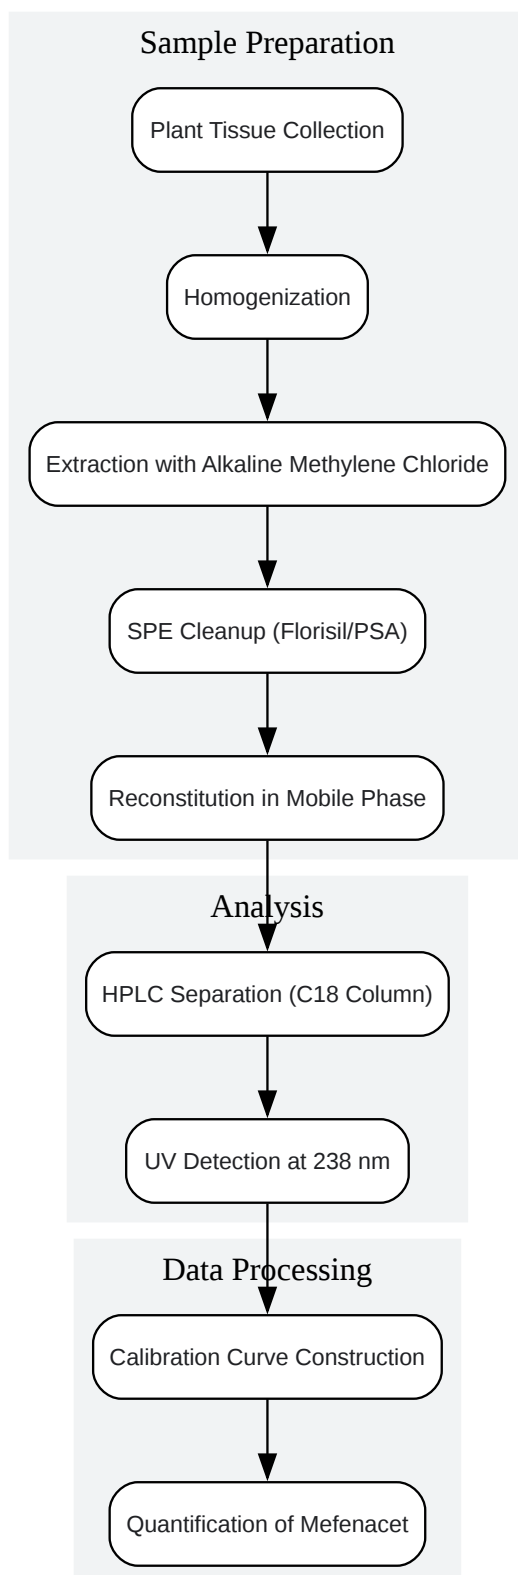 Sample Preparation
Plant Tissue Collection
Homogenization
Extraction with Alkaline Methylene Chloride
SPE Cleanup (Florisil/PSA)
Reconstitution in Mobile Phase
Analysis
HPLC Separation (C18 Column)
UV Detection at 238 nm
Data Processing
Calibration Curve Construction
Quantification of Mefenacet